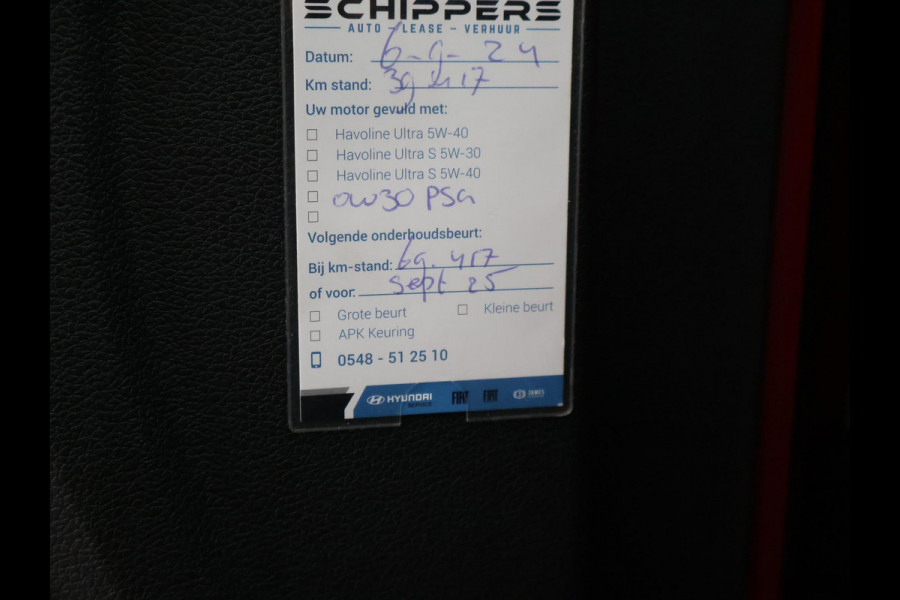 SCHIPPERS
AUTO - LEASE - VERHUUR
Datum: 6-9-24
Km stand: 39.417
Uw motor gevuld met:
Havoline Ultra 5W-40
Havoline Ultra S 5W-30
Havoline Ultra S 5W-40
0W30 PSA
Volgende onderhoudsbeurt:
Bij km-stand: 69.417
of voor: sept 25
Grote beurt
Kleine beurt
APK Keuring
0548 - 51 25 10
HYUNDAI
FIAT
FIAT